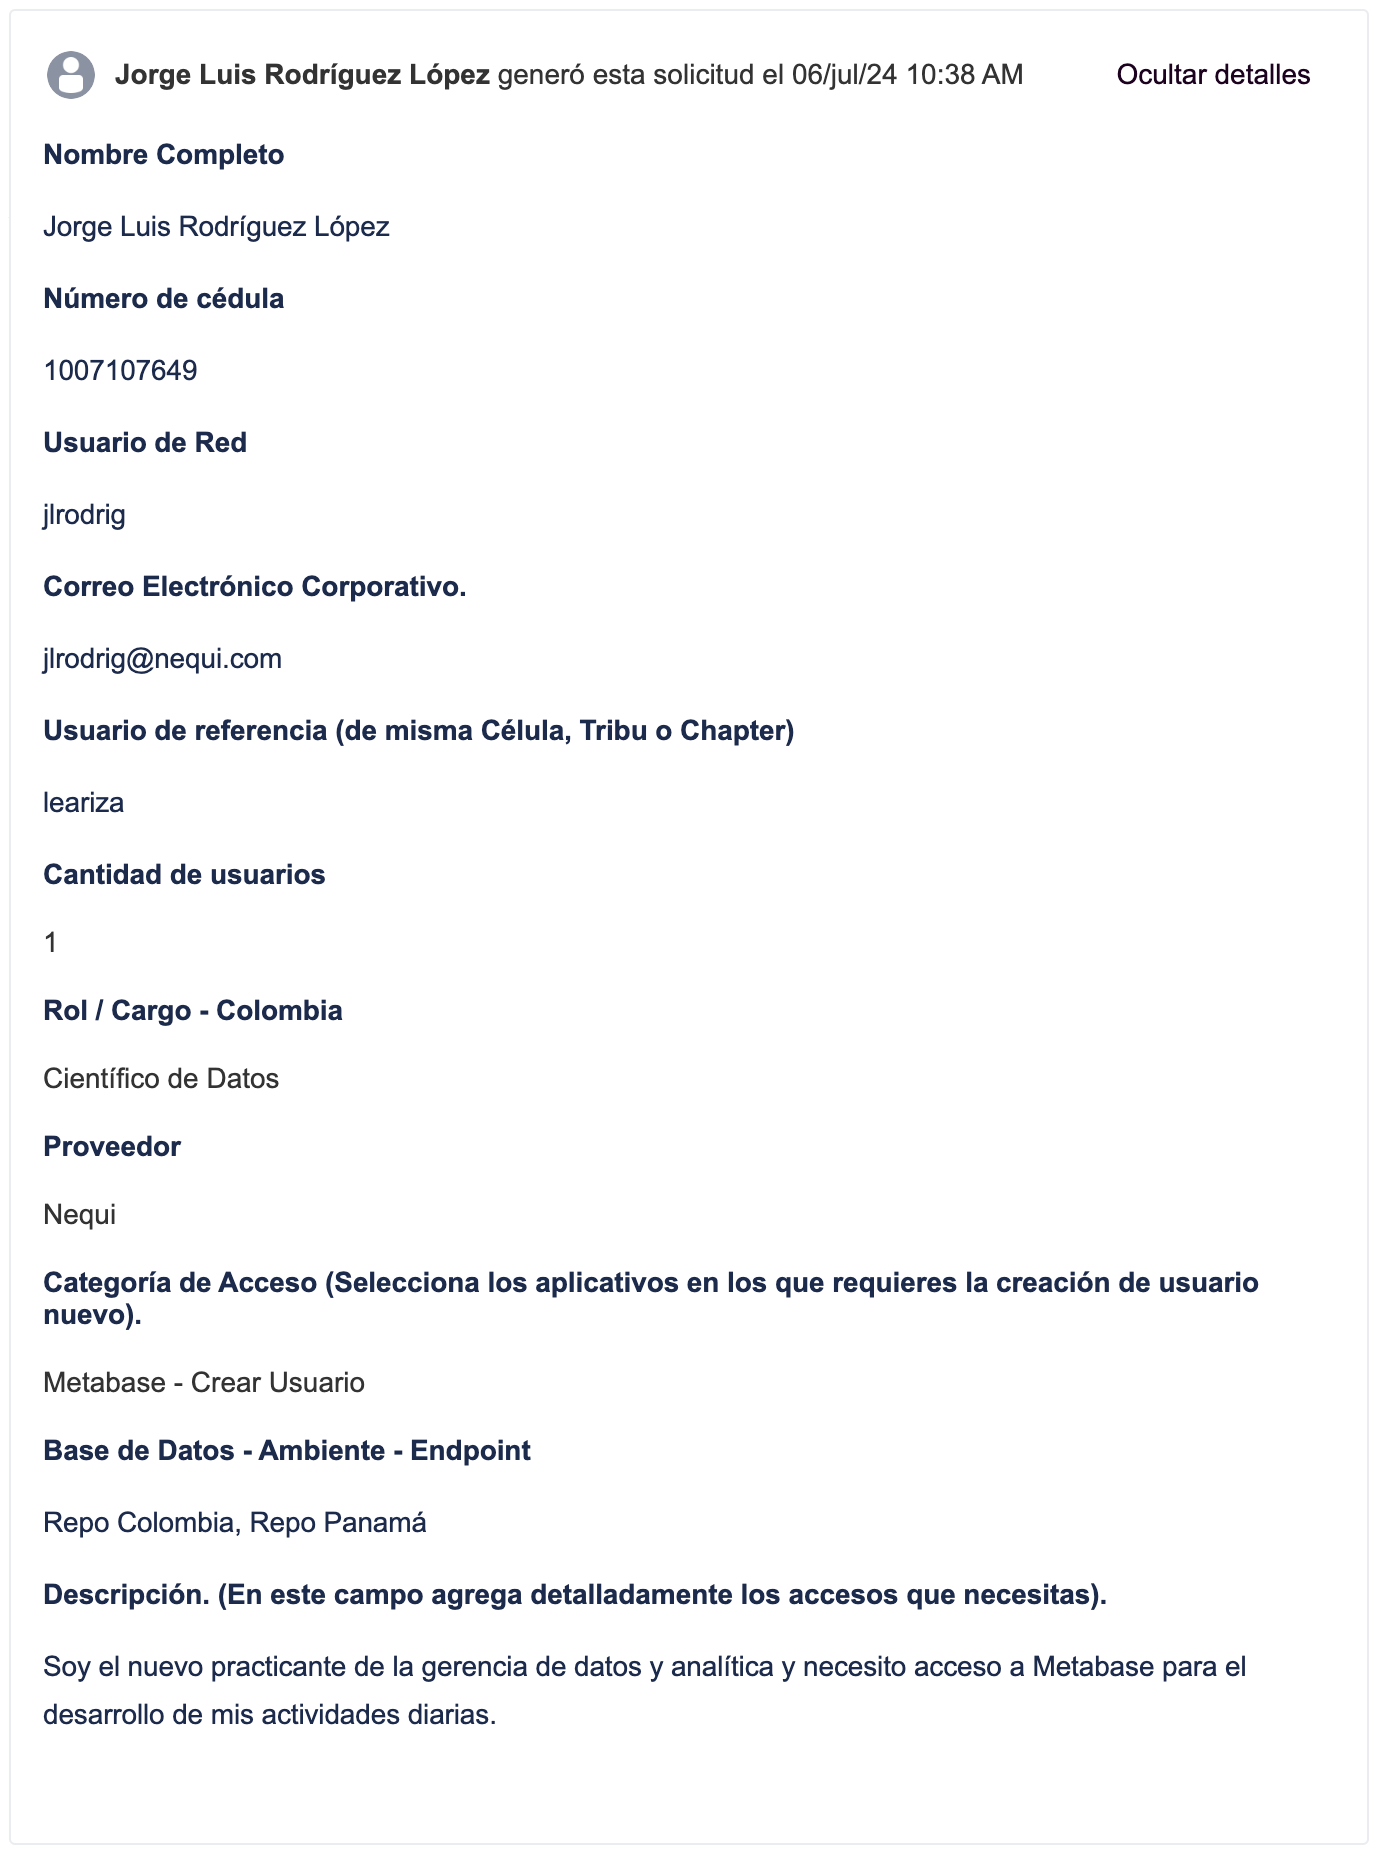 Jorge Luis Rodríguez López generó esta solicitud el 06/jul/24 10:38 AM Ocultar detalles
Nombre Completo
Jorge Luis Rodríguez López
Número de cédula
1007107649
Usuario de Red
jlrodrig
Correo Electrónico Corporativo.
jlrodrig@nequi.com
Usuario de referencia (de misma Célula, Tribu o Chapter)
leariza
Cantidad de usuarios
1
Rol / Cargo - Colombia
Científico de Datos
Proveedor
Nequi
Categoría de Acceso (Selecciona los aplicativos en los que requieres la creación de usuario
nuevo).
Metabase - Crear Usuario
Base de Datos - Ambiente - Endpoint
Repo Colombia, Repo Panamá
Descripción. (En este campo agrega detalladamente los accesos que necesitas).
Soy el nuevo practicante de la gerencia de datos y analítica y necesito acceso a Metabase para el
desarrollo de mis actividades diarias.